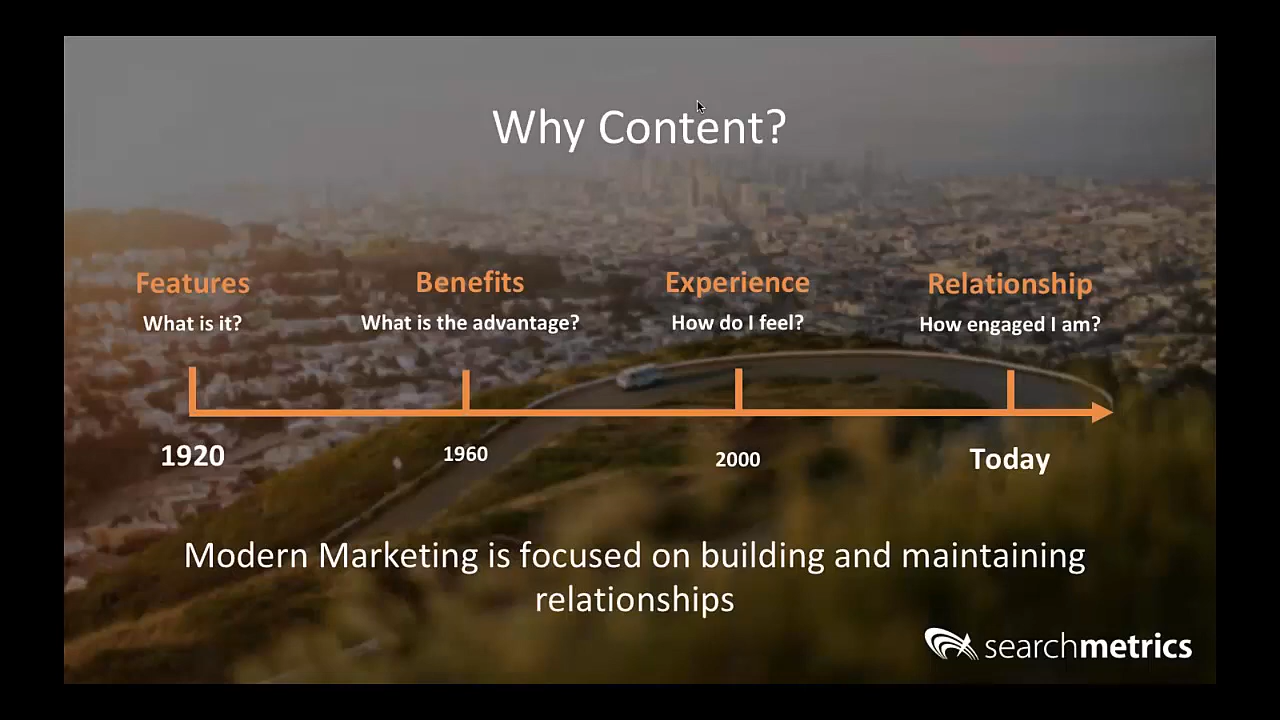 Why Content?
Features
Benefits
Experience
Relationship
What is it?
What is the advantage?
How do I feel?
How engaged I am?
1920
1960
2000
Today
Modern Marketing is focused on building and maintaining
relationships
searchmetrics